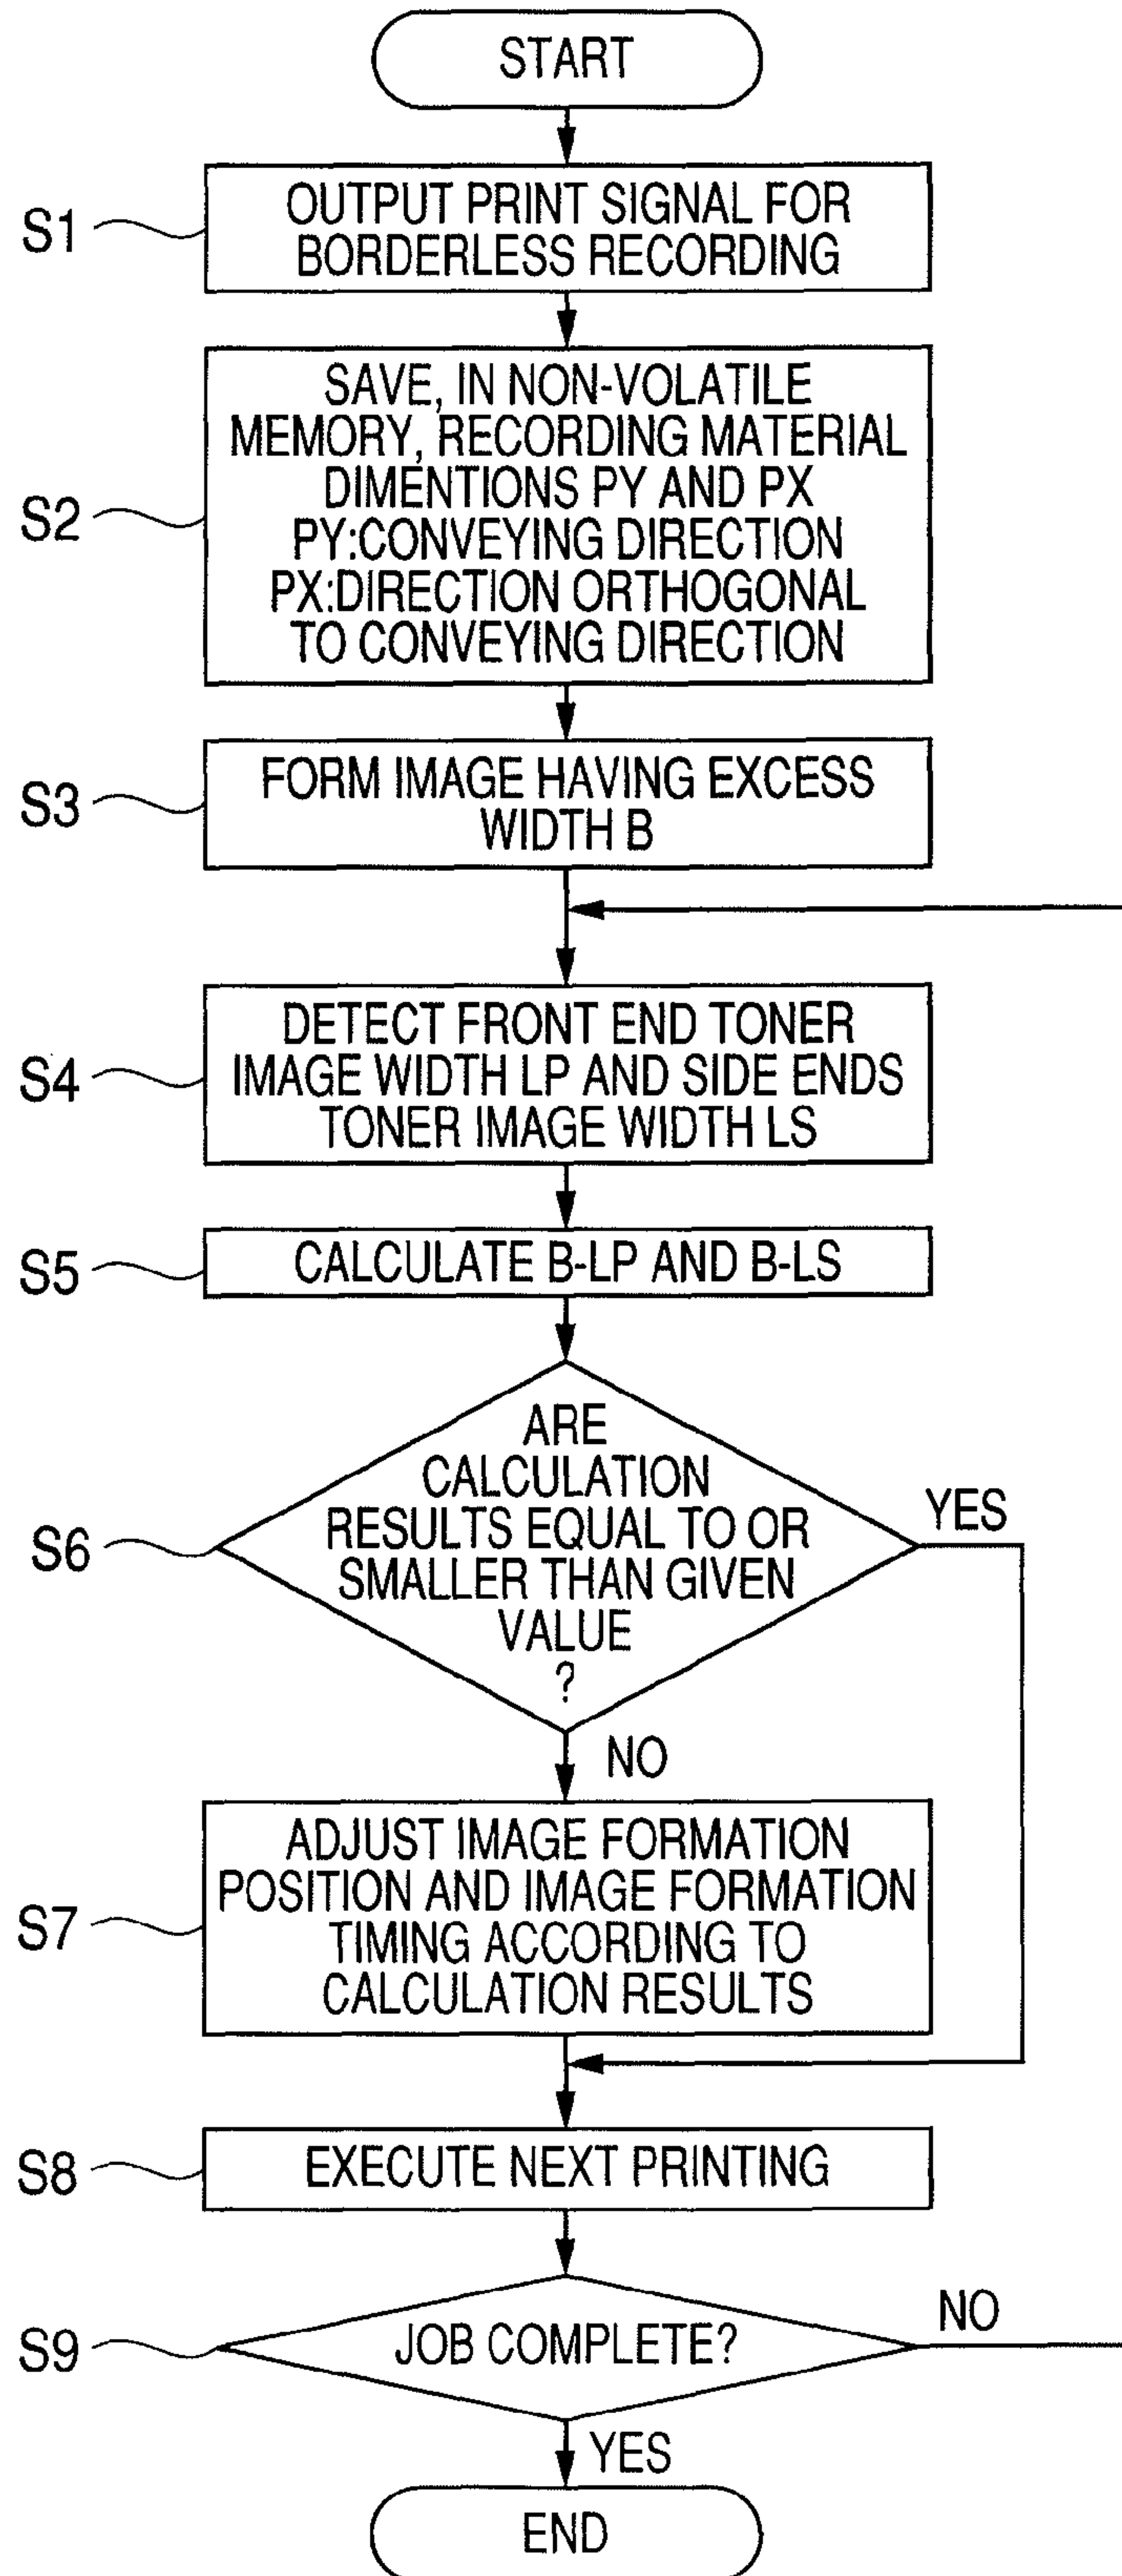 START
S1
OUTPUT PRINT SIGNAL FOR
BORDERLESS RECORDING
S2
SAVE, IN NON-VOLATILE
MEMORY, RECORDING MATERIAL
DIMENTIONS PY AND PX
PY:CONVEYING DIRECTION
PX:DIRECTION ORTHOGONAL
TO CONVEYING DIRECTION
S3
FORM IMAGE HAVING EXCESS
WIDTH B
S4
DETECT FRONT END TONER
IMAGE WIDTH LP AND SIDE ENDS
TONER IMAGE WIDTH LS
S5
CALCULATE B-LP AND B-LS
S6
ARE
CALCULATION
RESULTS EQUAL TO OR
SMALLER THAN GIVEN
VALUE
?
YES
NO
S7
ADJUST IMAGE FORMATION
POSITION AND IMAGE FORMATION
TIMING ACCORDING TO
CALCULATION RESULTS
S8
EXECUTE NEXT PRINTING
S9
JOB COMPLETE?
NO
YES
END